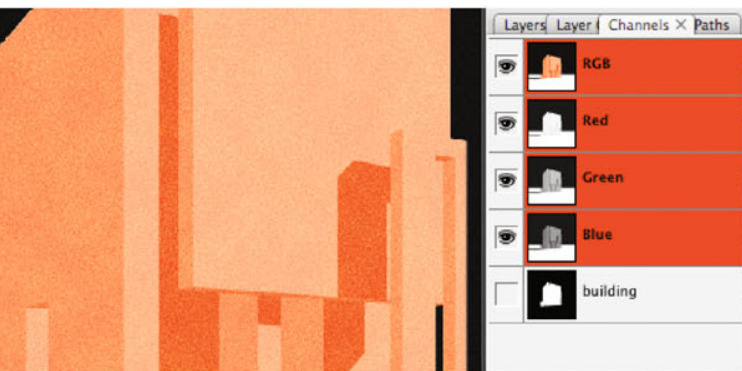 Layers Layer Channels Paths
RGB
Red
Green
Blue
building